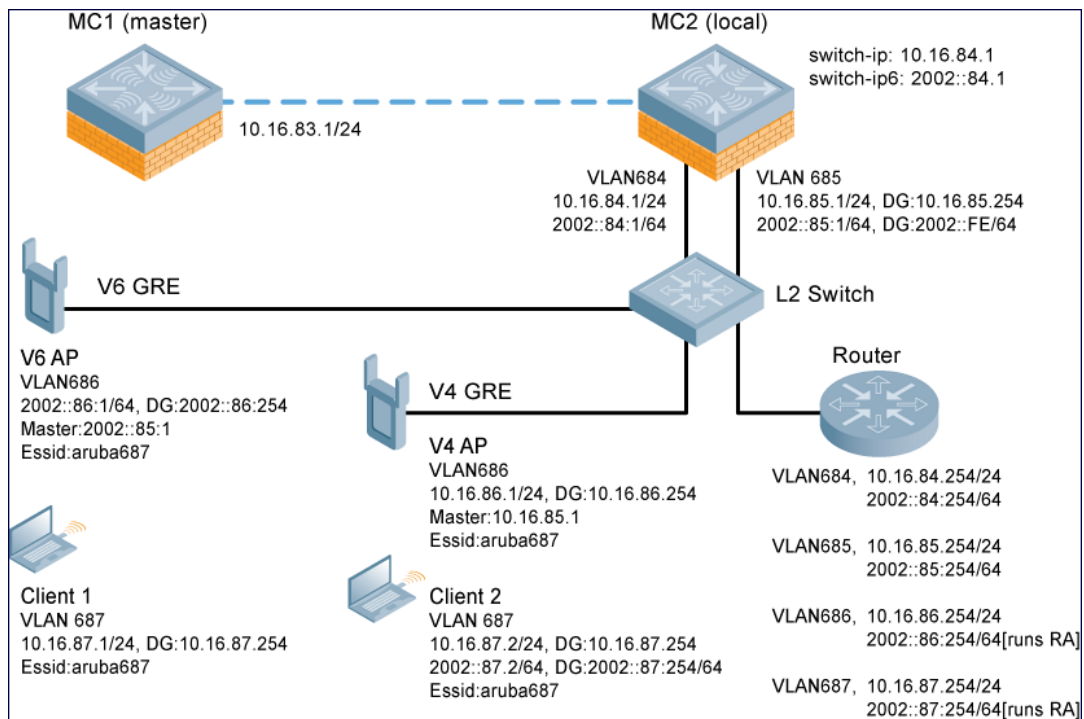 MC1 (master)
MC2 (local)
switch-ip: 10.16.84.1
switch-ip6: 2002::84.1
10.16.83.1/24
VLAN684
10.16.84.1/24
2002::84:1/64
VLAN 685
10.16.85.1/24, DG:10.16.85.254
2002::85:1/64, DG:2002::FE/64
V6 GRE
L2 Switch
V6 AP
VLAN686
2002::86:1/64, DG:2002::86:254
Master:2002::85:1
Essid:aruba687
V4 GRE
V4 AP
VLAN686
10.16.86.1/24, DG:10.16.86.254
Master:10.16.85.1
Essid:aruba687
Router
VLAN684, 10.16.84.254/24
2002::84:254/64
VLAN685, 10.16.85.254/24
2002::85:254/64
VLAN686, 10.16.86.254/24
2002::86:254/64[runs RA]
VLAN687, 10.16.87.254/24
2002::87:254/64[runs RA]
Client 1
VLAN 687
10.16.87.1/24, DG:10.16.87.254
Essid:aruba687
Client 2
VLAN 687
10.16.87.2/24, DG:10.16.87.254
2002::87.2/64, DG:2002::87:254/64
Essid:aruba687